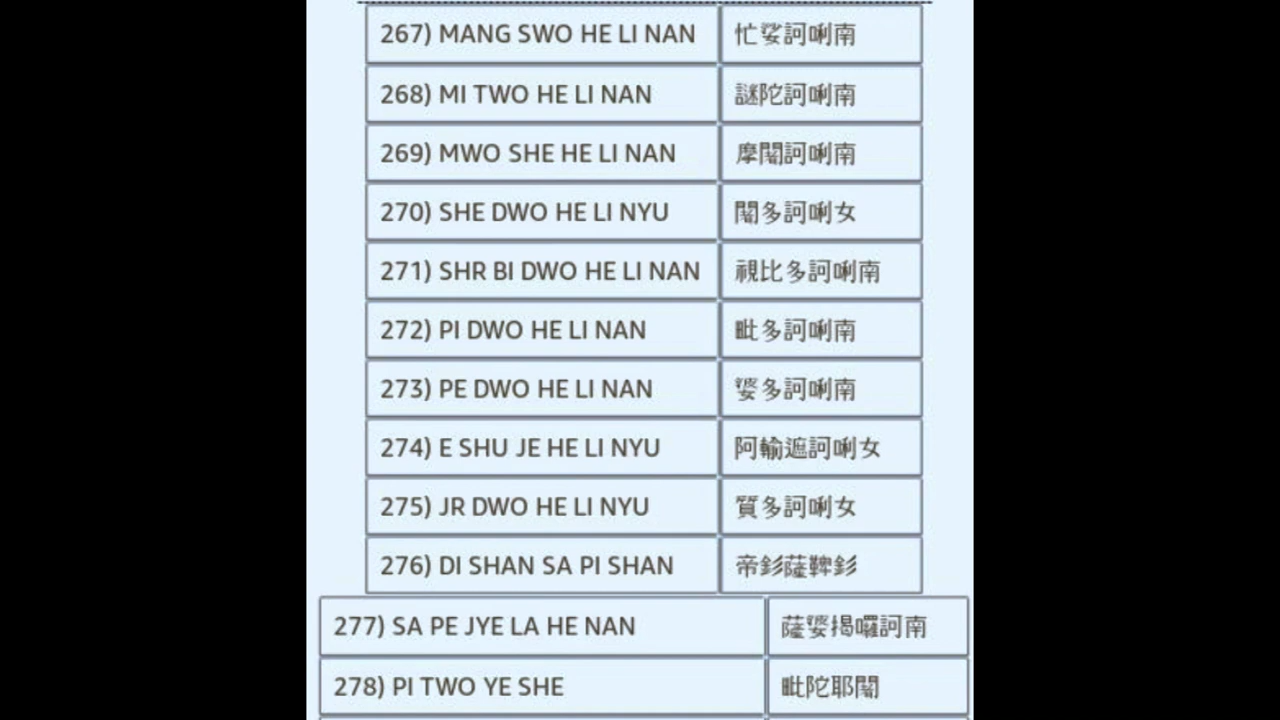 267) MANG SWO HE LI NAN 忙娑訶唎南
268) MI TWO HE LI NAN 謎陀訶唎南
269) MWO SHE HE LI NAN 摩闍訶唎南
270) SHE DWO HE LI NYU 闍多訶唎女
271) SHR BI DWO HE LI NAN 視比多訶唎南
272) PI DWO HE LI NAN 毗多訶唎南
273) PE DWO HE LI NAN 婆多訶唎南
274) E SHU JE HE LI NYU 阿輸遮訶唎女
275) JR DWO HE LI NYU 質多訶唎女
276) DI SHAN SA PI SHAN 帝釤薩鞞釤
277) SA PE JYE LA HE NAN 薩婆揭囉訶南
278) PI TWO YE SHE 毗陀耶闍